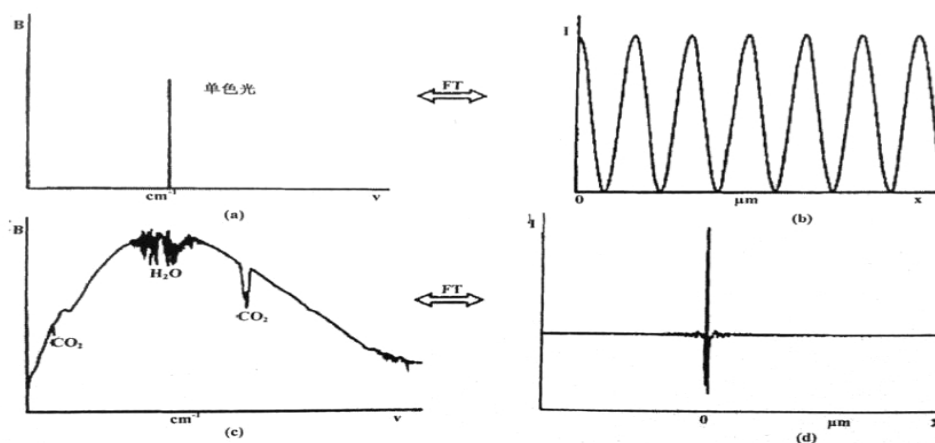 B
单色光
cm⁻¹
v
(a)
FT
I
0
μm
x
(b)
B
H₂O
CO₂
CO₂
cm⁻¹
v
(c)
FT
I
0
μm
x
(d)